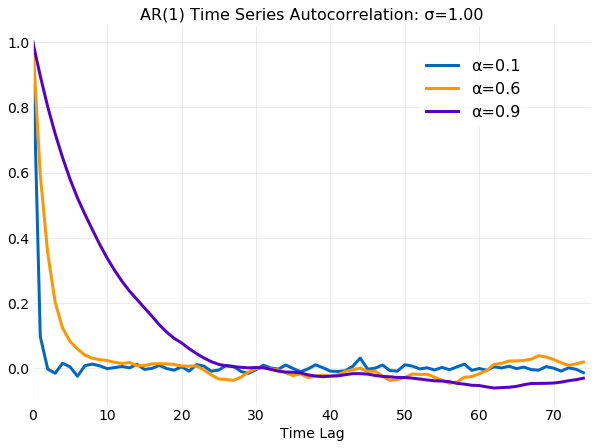 AR(1) Time Series Autocorrelation: σ=1.00
α=0.1
α=0.6
α=0.9
1.0
0.8
0.6
0.4
0.2
0.0
0 10 20 30 40 50 60 70
Time Lag